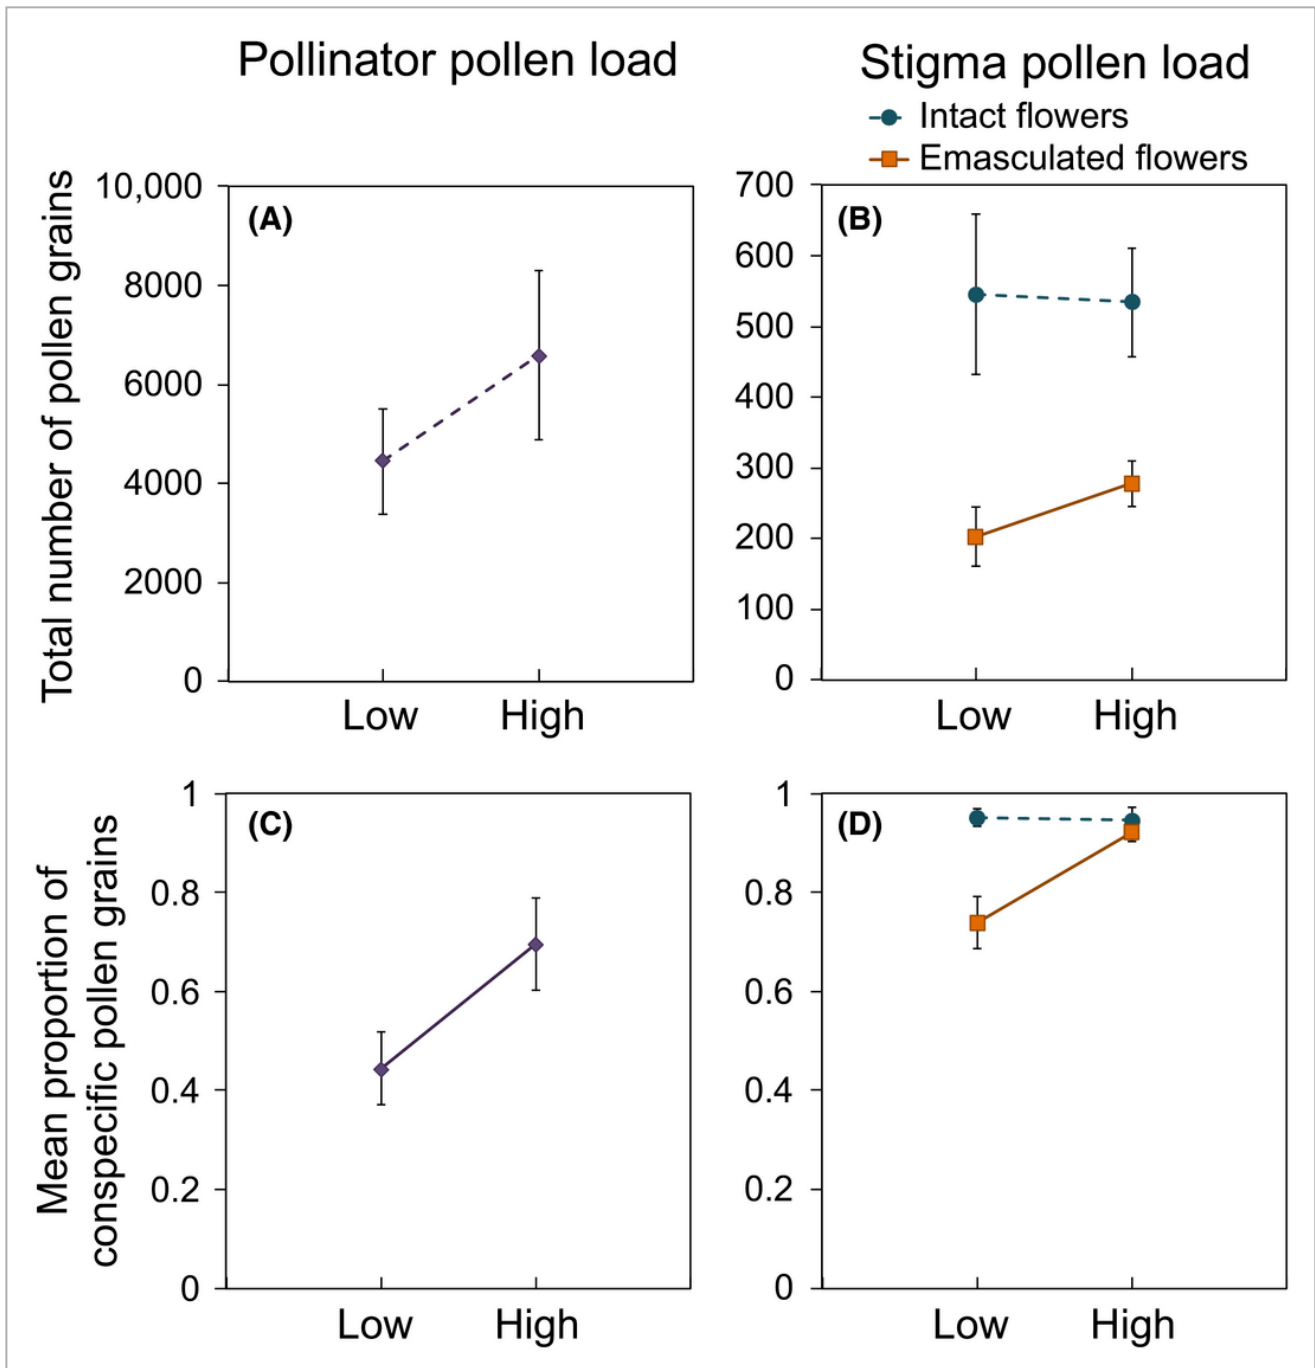 Pollinator pollen load
Stigma pollen load
Intact flowers
Emasculated flowers
Total number of pollen grains
10,000
8000
6000
4000
2000
0
(A)
Low
High
700
600
500
400
300
200
100
0
(B)
Low
High
Mean proportion of
conspecific pollen grains
1
0.8
0.6
0.4
0.2
0
(C)
Low
High
1
0.8
0.6
0.4
0.2
0
(D)
Low
High